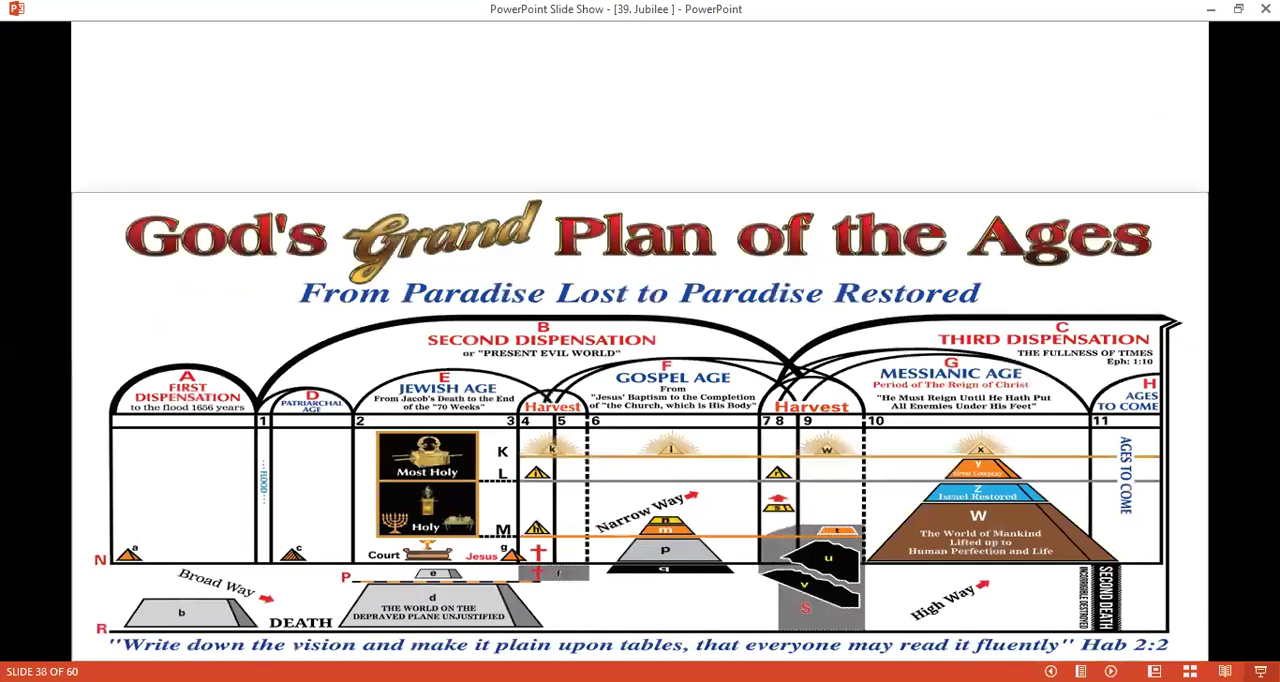 PowerPoint Slide Show - [39. Jubilee ] - PowerPoint
God's Grand Plan of the Ages
From Paradise Lost to Paradise Restored
B
SECOND DISPENSATION
or "PRESENT EVIL WORLD"
C
THIRD DISPENSATION
THE FULLNESS OF TIMES
Eph: 1:10
A
FIRST
DISPENSATION
to the flood 1656 years
D
PATRIARCHAL
AGE
E
JEWISH AGE
From Jacob's Death to the End
of the "70 Weeks"
Harvest
F
GOSPEL AGE
From
"Jesus' Baptism to the Completion
of "the Church, which is His Body"
Harvest
G
MESSIANIC AGE
Period of The Reign of Christ
"He Must Reign Until He Hath Put
All Enemies Under His Feet"
H
AGES
TO COME
1 2 3 4 5 6 7 8 9 10 11
FLOOD
Most Holy
Holy
Court
Jesus
K
L
M
N
P
R
a
b
c
d
e
f
g
h
k
p
q
n
m
Narrow Way
t
u
v
S
w
x
y
Z
Israel Restored
W
The World of Mankind
Lifted up to
Human Perfection and Life
AGES TO COME
Broad Way
DEATH
THE WORLD ON THE
DEPRAVED PLANE UNJUSTIFIED
High Way
INCORRIGIBLE DESTROYED
SECOND DEATH
"Write down the vision and make it plain upon tables, that everyone may read it fluently" Hab 2:2
SLIDE 38 OF 60